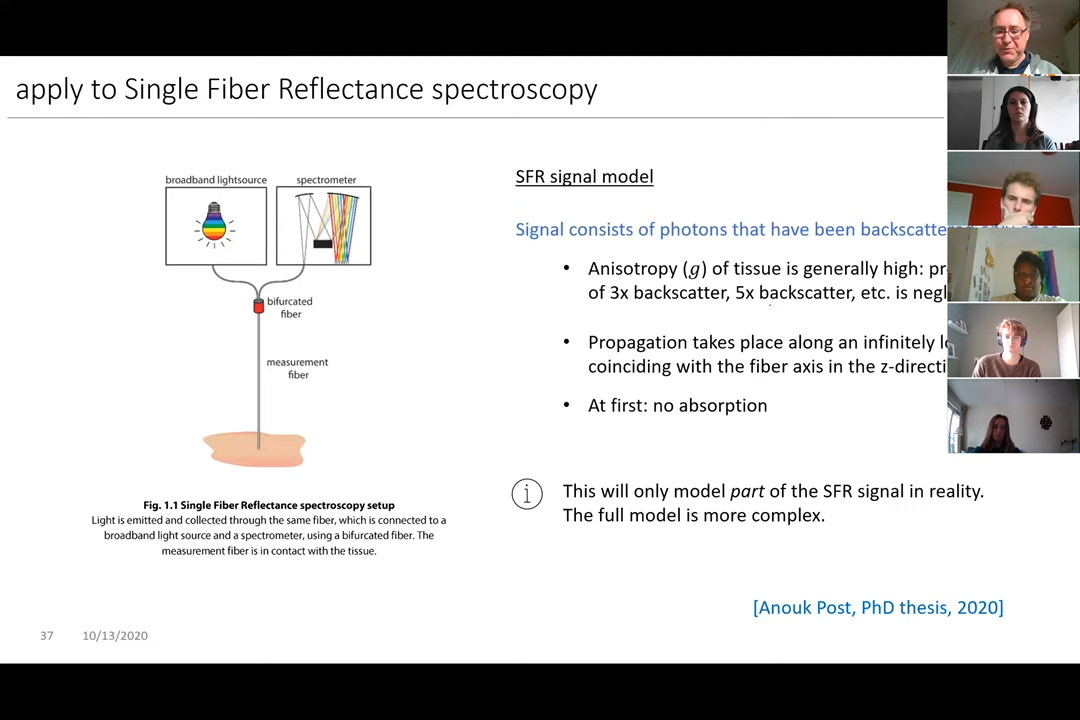 apply to Single Fiber Reflectance spectroscopy
broadband lightsource
spectrometer
bifurcated
fiber
measurement
fiber
Fig. 1.1 Single Fiber Reflectance spectroscopy setup
Light is emitted and collected through the same fiber, which is connected to a
broadband light source and a spectrometer, using a bifurcated fiber. The
measurement fiber is in contact with the tissue.
SFR signal model
Signal consists of photons that have been
• Anisotropy (g) of tissue is generally high:
of 3x backscatter, 5x backscatter, etc. is
• Propagation takes place along an infinitely
coinciding with the fiber axis in the
• At first: no absorption
i
This will only model part of the SFR signal in reality.
The full model is more complex.
[Anouk Post, PhD thesis, 2020]
37
10/13/2020